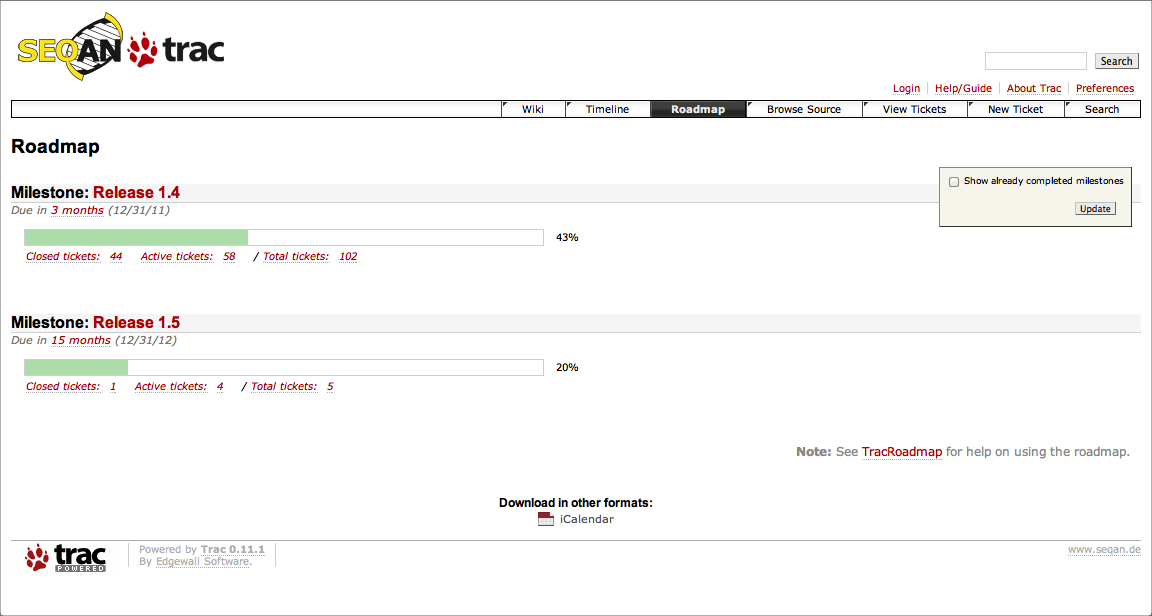 SEQAN trac
Search
Login Help/Guide About Trac Preferences
Wiki Timeline Roadmap Browse Source View Tickets New Ticket Search
Roadmap
Show already completed milestones
Update
Milestone: Release 1.4
Due in 3 months (12/31/11)
43%
Closed tickets: 44 Active tickets: 58 / Total tickets: 102
Milestone: Release 1.5
Due in 15 months (12/31/12)
20%
Closed tickets: 1 Active tickets: 4 / Total tickets: 5
Note: See TracRoadmap for help on using the roadmap.
Download in other formats:
iCalendar
trac
POWERED
Powered by Trac 0.11.1
By Edgewall Software.
www.seqan.de